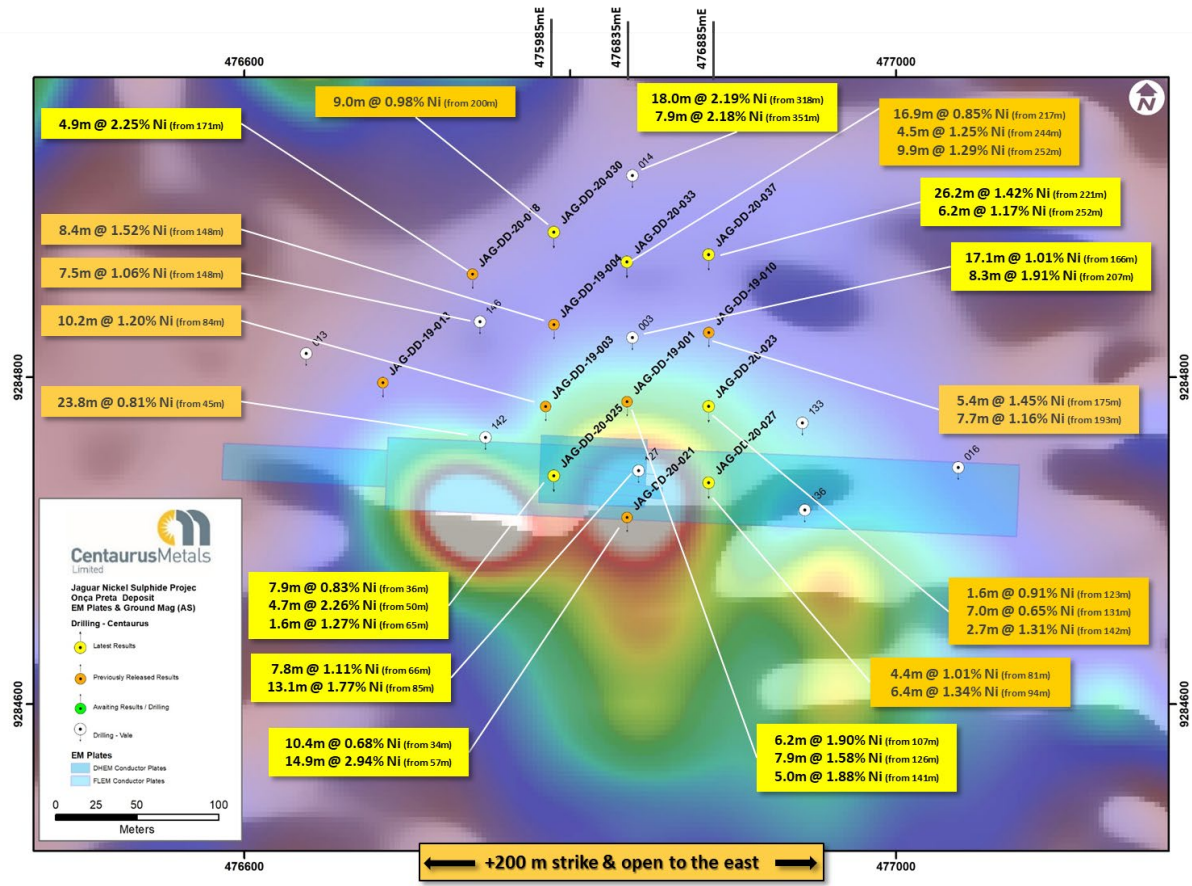 475985mE
476835mE
476885mE
476600
477000
9.0m @ 0.98% Ni (from 200m)
4.9m @ 2.25% Ni (from 171m)
18.0m @ 2.19% Ni (from 318m)
7.9m @ 2.18% Ni (from 351m)
16.9m @ 0.85% Ni (from 217m)
4.5m @ 1.25% Ni (from 244m)
9.9m @ 1.29% Ni (from 252m)
N
26.2m @ 1.42% Ni (from 221m)
6.2m @ 1.17% Ni (from 252m)
8.4m @ 1.52% Ni (from 148m)
7.5m @ 1.06% Ni (from 148m)
17.1m @ 1.01% Ni (from 166m)
8.3m @ 1.91% Ni (from 207m)
10.2m @ 1.20% Ni (from 84m)
23.8m @ 0.81% Ni (from 45m)
5.4m @ 1.45% Ni (from 175m)
7.7m @ 1.16% Ni (from 193m)
014
JAG-DD-20-030
JAG-DD-20-033
JAG-DD-20-037
JAG-DD-19-004
146
003
JAG-DD-19-010
013
JAG-DD-19-003
JAG-DD-19-001
JAG-DD-20-023
142
JAG-DD-20-025
127
JAG-DD-20-021
JAG-DD-20-027
133
016
136
9284800
9284800
9284600
9284600
CentaurusMetals
Limited
Jaguar Nickel Sulphide Projec
Onça Preta Deposit
EM Plates & Ground Mag (AS)
Drilling - Centaurus
Latest Results
Previously Released Results
Awaiting Results / Drilling
Drilling - Vale
EM Plates
DHEM Conductor Plates
FLEM Conductor Plates
0 25 50 100
Meters
7.9m @ 0.83% Ni (from 36m)
4.7m @ 2.26% Ni (from 50m)
1.6m @ 1.27% Ni (from 65m)
7.8m @ 1.11% Ni (from 66m)
13.1m @ 1.77% Ni (from 85m)
10.4m @ 0.68% Ni (from 34m)
14.9m @ 2.94% Ni (from 57m)
1.6m @ 0.91% Ni (from 123m)
7.0m @ 0.65% Ni (from 131m)
2.7m @ 1.31% Ni (from 142m)
4.4m @ 1.01% Ni (from 81m)
6.4m @ 1.34% Ni (from 94m)
6.2m @ 1.90% Ni (from 107m)
7.9m @ 1.58% Ni (from 126m)
5.0m @ 1.88% Ni (from 141m)
476600
477000
+200 m strike & open to the east